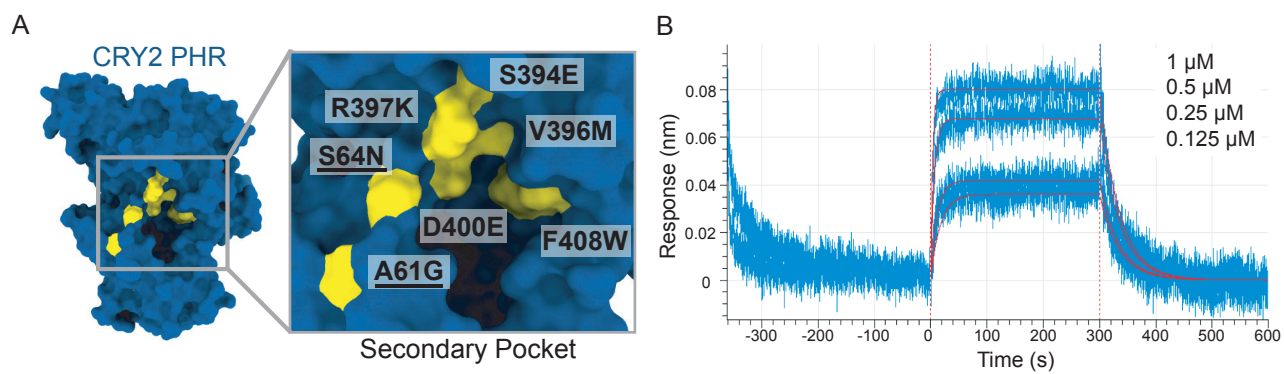 A
CRY2 PHR
S394E
R397K
V396M
S64N
D400E
F408W
A61G
Secondary Pocket
B
1 µM
0.5 µM
0.25 µM
0.125 µM
Response (nm)
0.08
0.06
0.04
0.02
0
-300
-200
-100
0
100
200
300
400
500
600
Time (s)